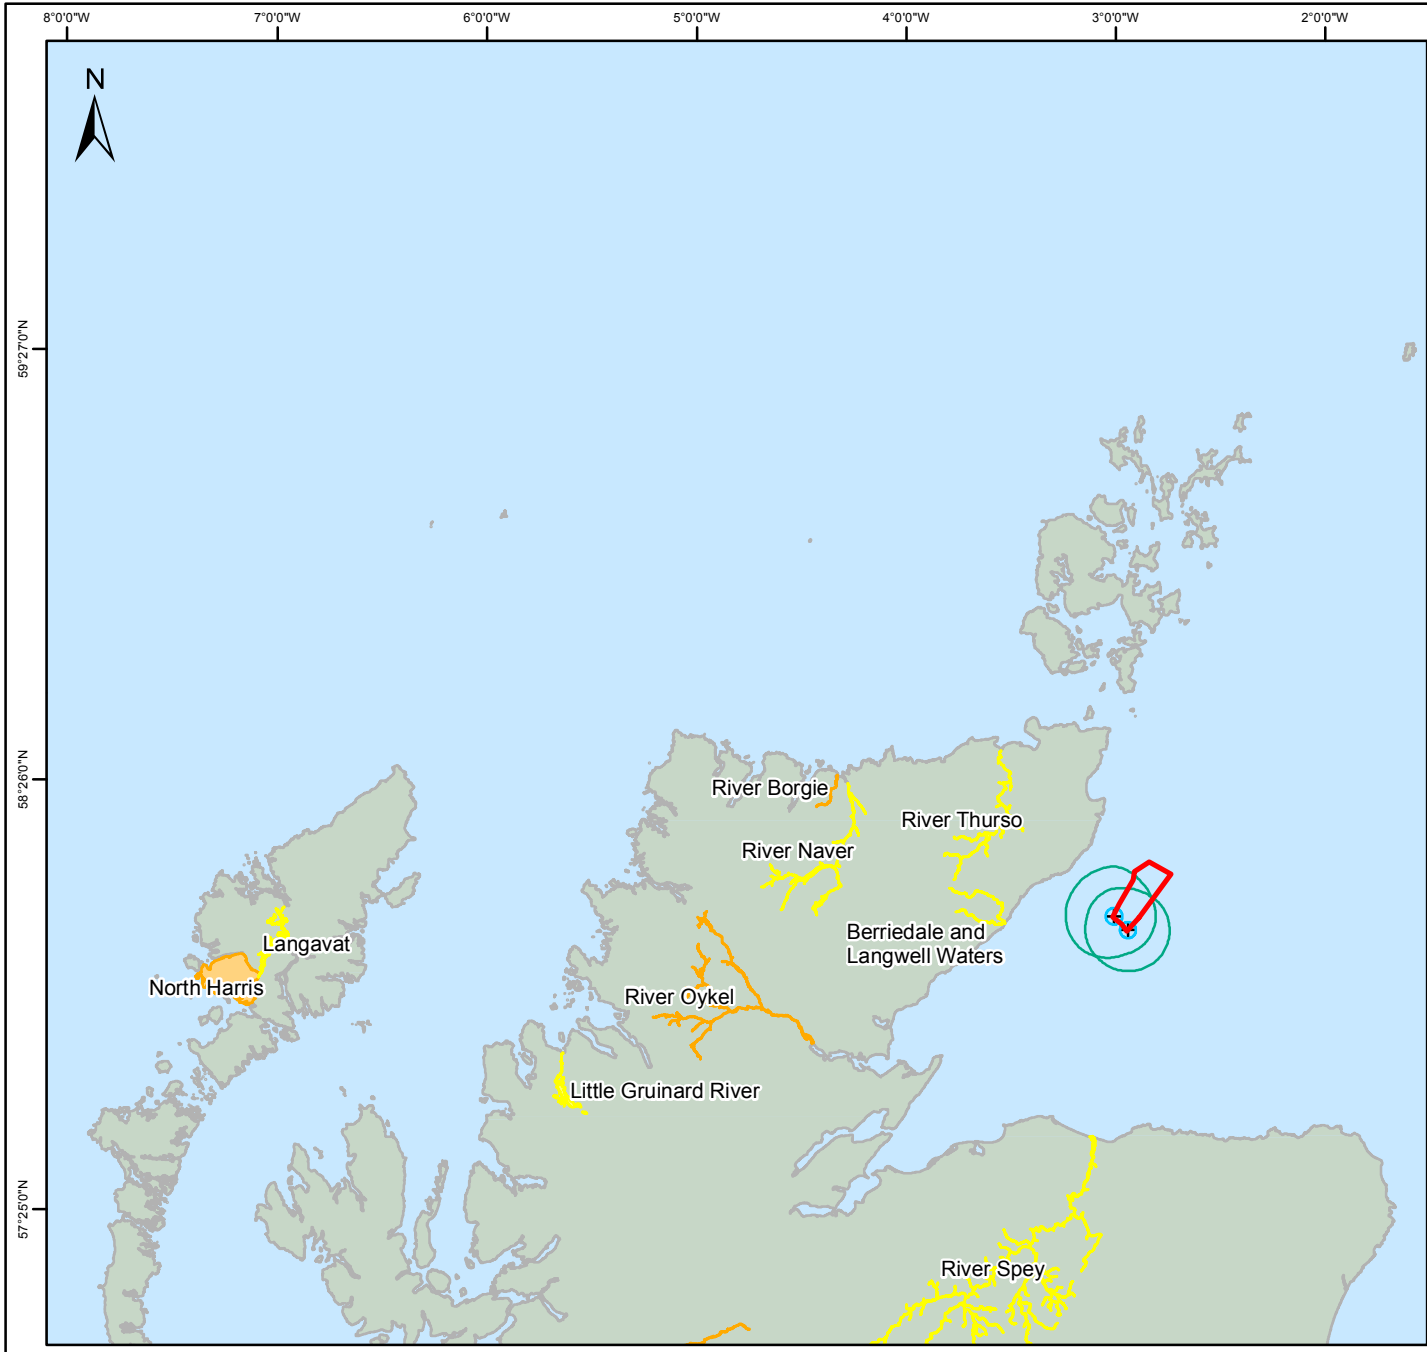 8°0'0"W
7°0'0"W
6°0'0"W
5°0'0"W
4°0'0"W
3°0'0"W
2°0'0"W
N
59°27'0"N
58°26'0"N
57°25'0"N
River Borgie
River Thurso
River Naver
Berriedale and
Langwell Waters
Langavat
North Harris
River Oykel
Little Gruinard River
River Spey